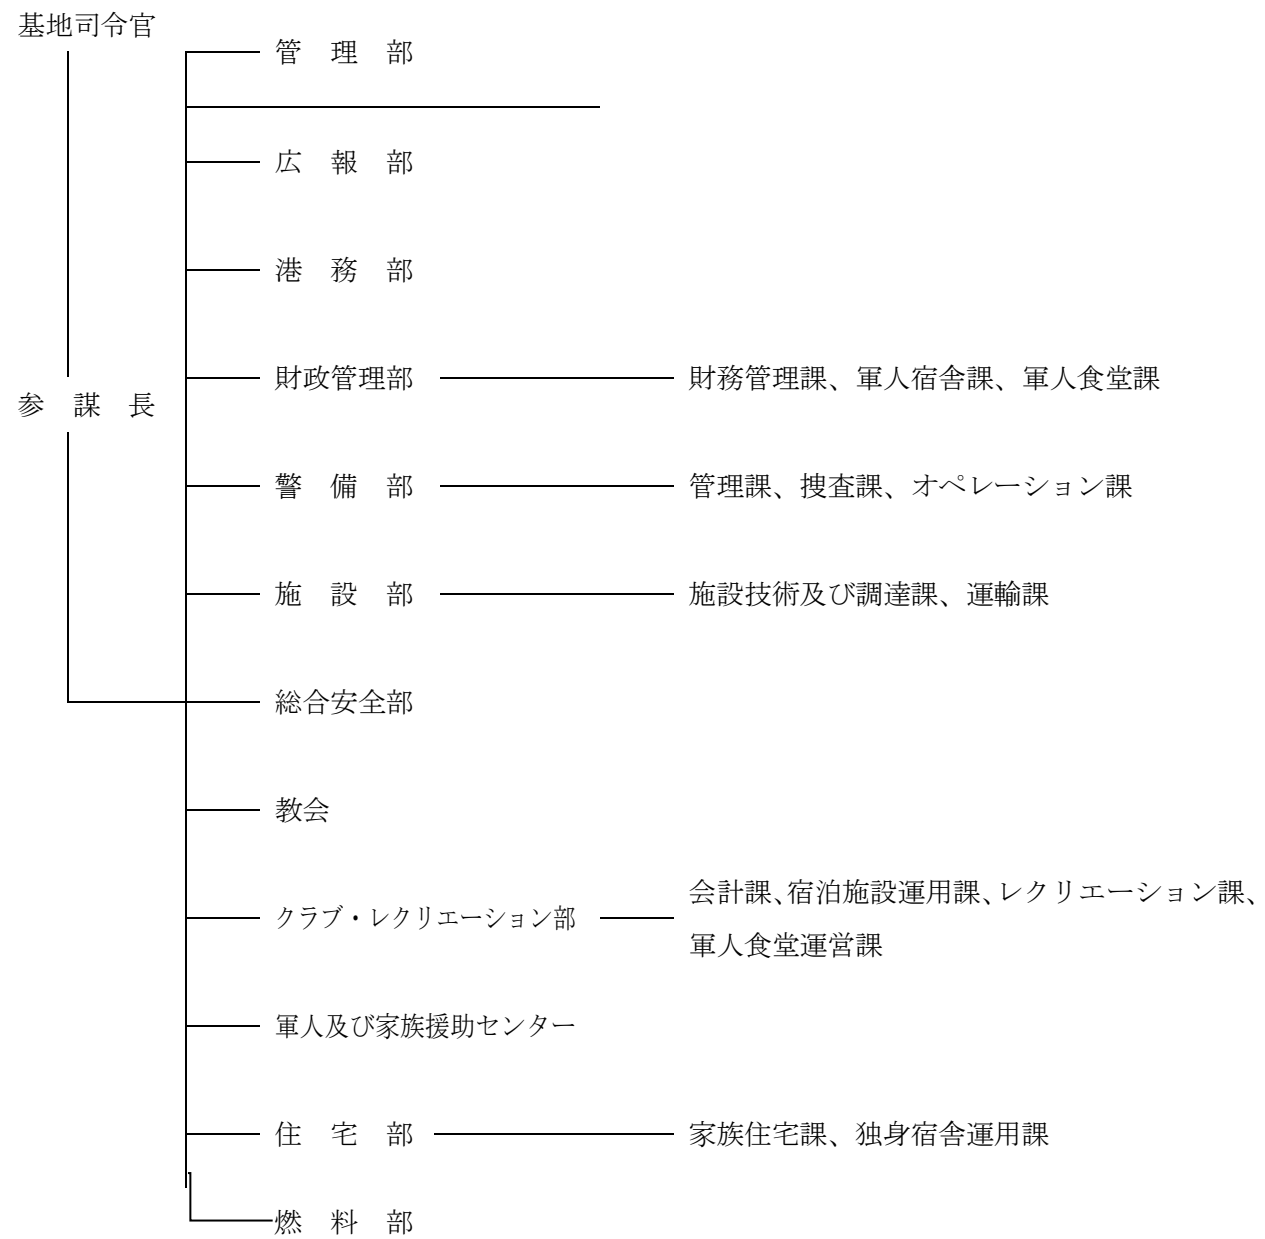 基地司令官
管　理　部
広　報　部
港　務　部
財政管理部　財務管理課、軍人宿舎課、軍人食堂課
参　謀　長
警　備　部　管理課、捜査課、オペレーション課
施　設　部　施設技術及び調達課、運輸課
総合安全部
教会
クラブ・レクリエーション部　会計課、宿泊施設運用課、レクリエーション課、
軍人食堂運営課
軍人及び家族援助センター
住　宅　部　家族住宅課、独身宿舎運用課
燃　料　部